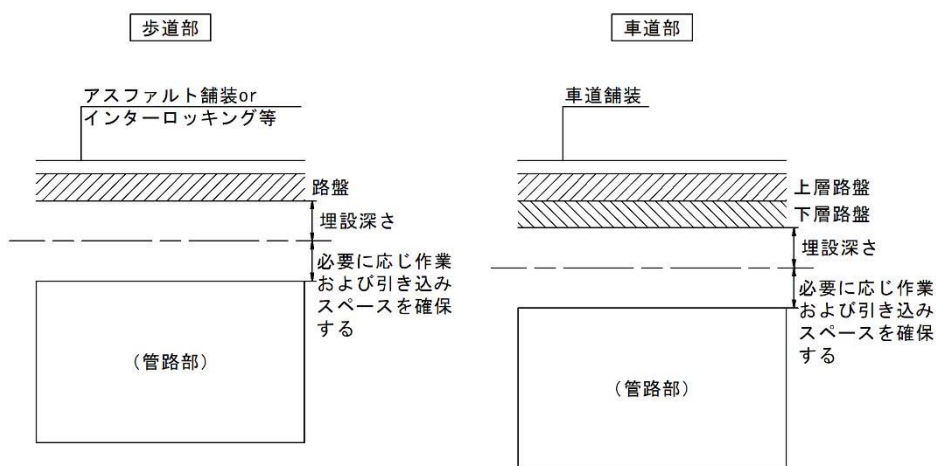 歩道部
アスファルト舗装or
インターロッキング等
路盤
埋設深さ
必要に応じ作業
および引き込み
スペースを確保
する
（管路部）
車道部
車道舗装
上層路盤
下層路盤
埋設深さ
必要に応じ作業
および引き込み
スペースを確保
する
（管路部）